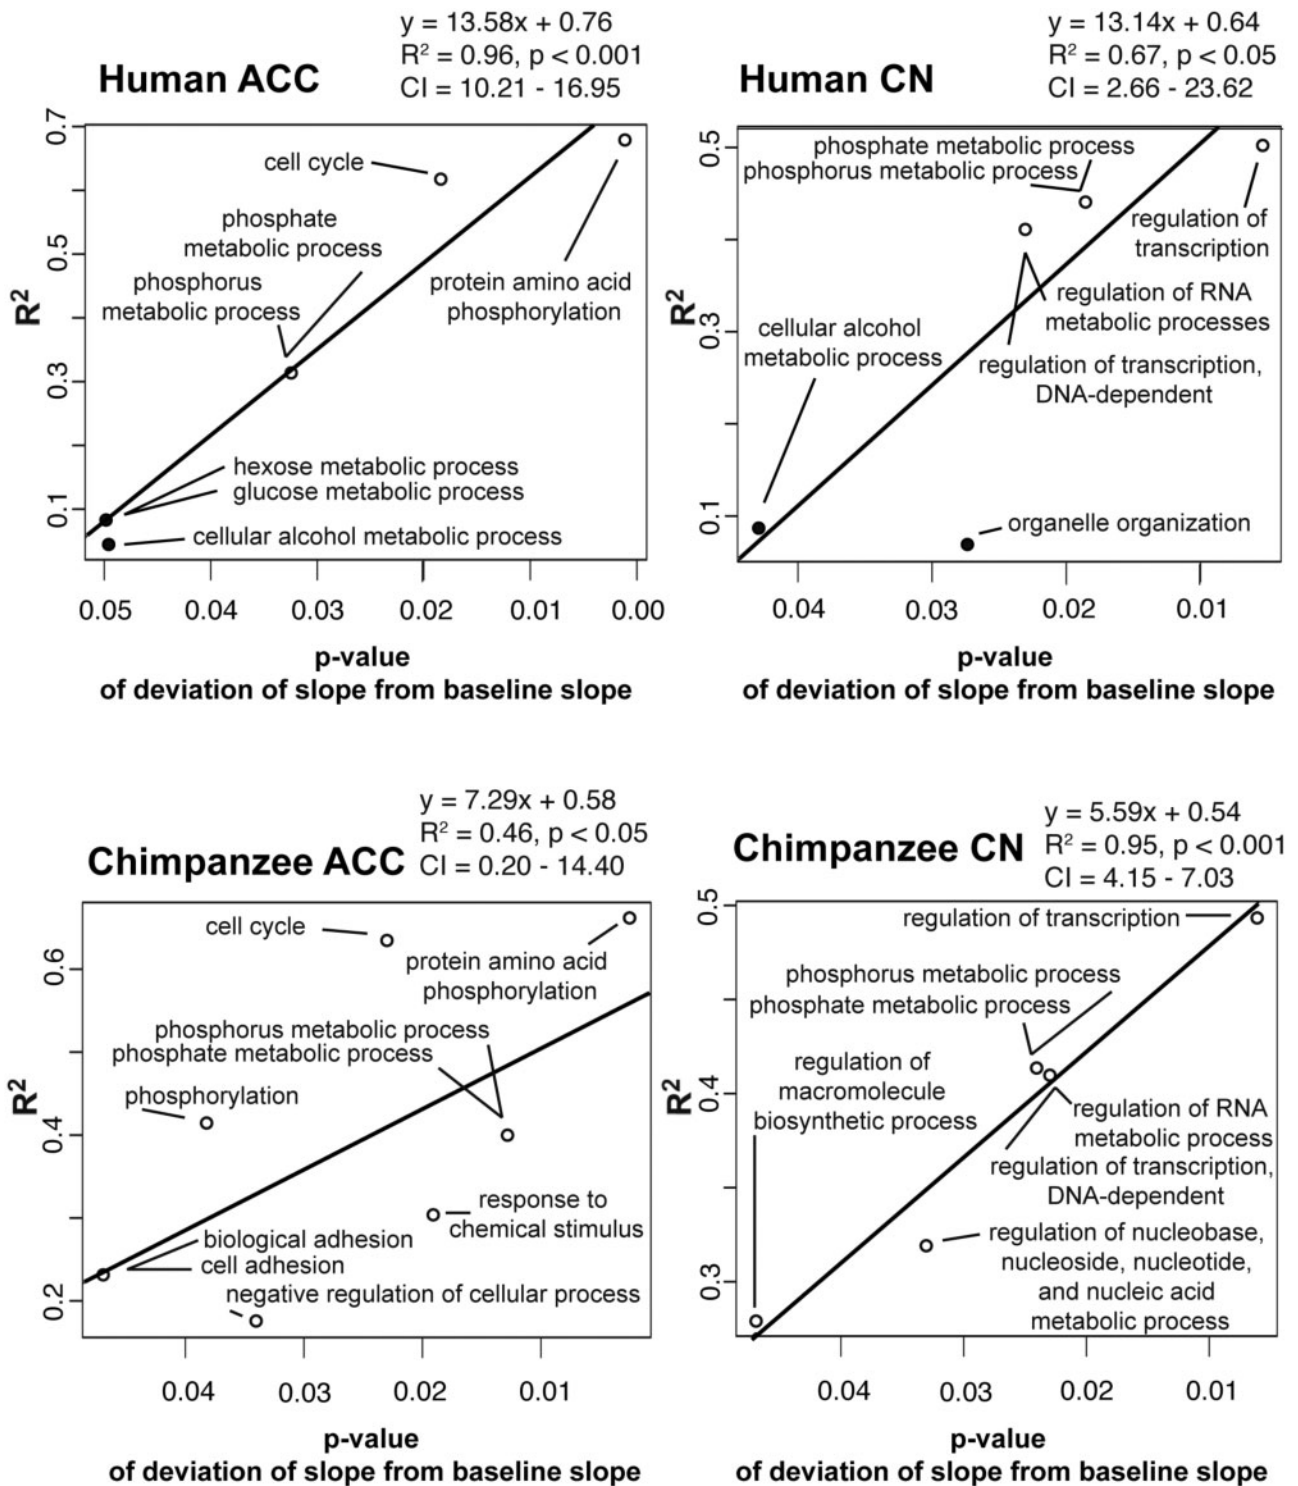 Human ACC
y = 13.58x + 0.76
R² = 0.96, p < 0.001
CI = 10.21 - 16.95
R²
0.7
0.5
0.3
0.1
cell cycle
phosphate
metabolic process
phosphorus
metabolic process
protein amino acid
phosphorylation
hexose metabolic process
glucose metabolic process
cellular alcohol metabolic process
0.05 0.04 0.03 0.02 0.01 0.00
p-value
of deviation of slope from baseline slope
Human CN
y = 13.14x + 0.64
R² = 0.67, p < 0.05
CI = 2.66 - 23.62
R²
0.5
0.3
0.1
phosphate metabolic process
phosphorus metabolic process
regulation of
transcription
regulation of RNA
metabolic processes
cellular alcohol
metabolic process
regulation of transcription,
DNA-dependent
organelle organization
0.04 0.03 0.02 0.01
p-value
of deviation of slope from baseline slope
Chimpanzee ACC
y = 7.29x + 0.58
R² = 0.46, p < 0.05
CI = 0.20 - 14.40
R²
0.6
0.4
0.2
cell cycle
protein amino acid
phosphorylation
phosphorus metabolic process
phosphate metabolic process
phosphorylation
response to
chemical stimulus
biological adhesion
cell adhesion
negative regulation of cellular process
0.04 0.03 0.02 0.01
p-value
of deviation of slope from baseline slope
Chimpanzee CN
y = 5.59x + 0.54
R² = 0.95, p < 0.001
CI = 4.15 - 7.03
R²
0.5
0.4
0.3
regulation of transcription
phosphorus metabolic process
phosphate metabolic process
regulation of
macromolecule
biosynthetic process
regulation of RNA
metabolic process
regulation of transcription,
DNA-dependent
regulation of nucleobase,
nucleoside, nucleotide,
and nucleic acid
metabolic process
0.04 0.03 0.02 0.01
p-value
of deviation of slope from baseline slope